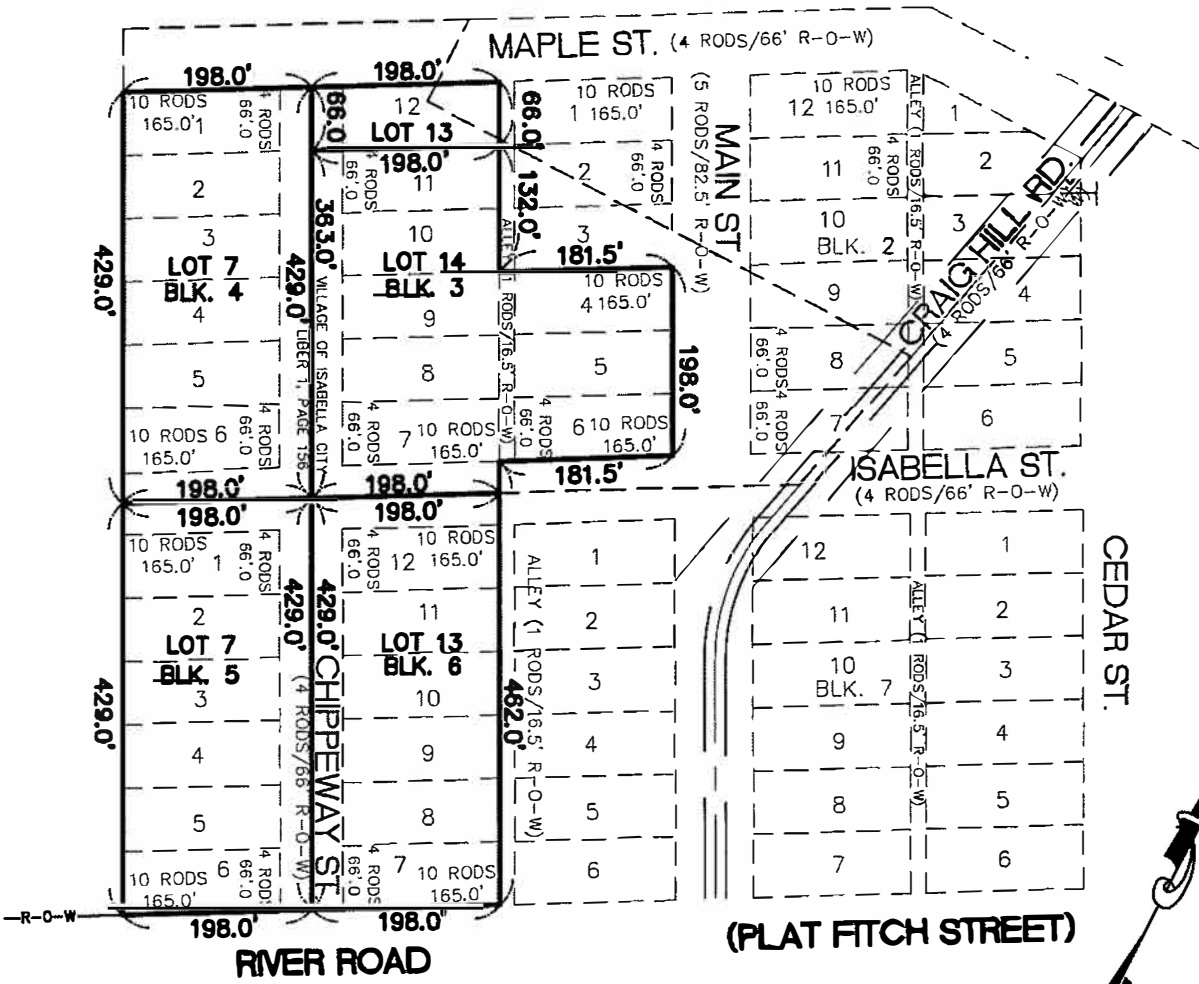 MAPLE ST. (4 RODS/66' R-O-W)
198.0'
198.0'
10 RODS
165.0' 1
4 RODS
66.0'
66.0'
12
LOT 13
198.0'
66.0'
10 RODS
1 165.0'
(5 RODS/82.5' R-O-W)
MAIN ST
10 RODS
12 165.0'
ALLEY (1 RODS/16.5' R-O-W)
1
2
4 RODS
66.0
11
132.0'
2
4 RODS
66.0'
11
4 RODS
66.0'
2
CRAIG HILL RD.
(4 RODS/66' R-O-W)
3
383.0'
VILLAGE OF ISABELLA CITY
LIBER 1, PAGE 156
10
ALLEY (1 RODS/16.5' R-O-W)
3
10
BLK. 2
3
429.0'
LOT 7
BLK. 4
429.0'
LOT 14
BLK. 3
181.5'
10 RODS
4 165.0'
4
9
9
4
198.0'
5
8
5
4 RODS
66.0
8
5
10 RODS 6
165.0'
4 RODS
66.0'
4 RODS
66.0'
7 10 RODS
165.0'
4 RODS
66.0'
6 10 RODS
165.0'
4 RODS
66.0
7
6
181.5'
ISABELLA ST.
(4 RODS/66' R-O-W)
198.0'
198.0'
198.0'
198.0'
10 RODS
165.0' 1
4 RODS
66.0
4 RODS
66.0
10 RODS
12 165.0'
ALLEY (1 RODS/16.5' R-O-W)
1
12
1
CEDAR ST.
2
429.0'
429.0'
11
2
11
ALLEY (1 RODS/16.5' R-O-W)
2
LOT 7
BLK. 5
LOT 13
BLK. 6
3
10
3
10
BLK. 7
3
429.0'
CHIPPEWAY ST.
(4 RODS/66' R-O-W)
462.0'
4
9
4
9
4
5
8
5
8
5
10 RODS 6
165.0'
4 RODS
66.0'
4 RODS
66.0'
7 10 RODS
165.0'
6
7
6
R-O-W
198.0'
198.0"
RIVER ROAD
(PLAT FITCH STREET)